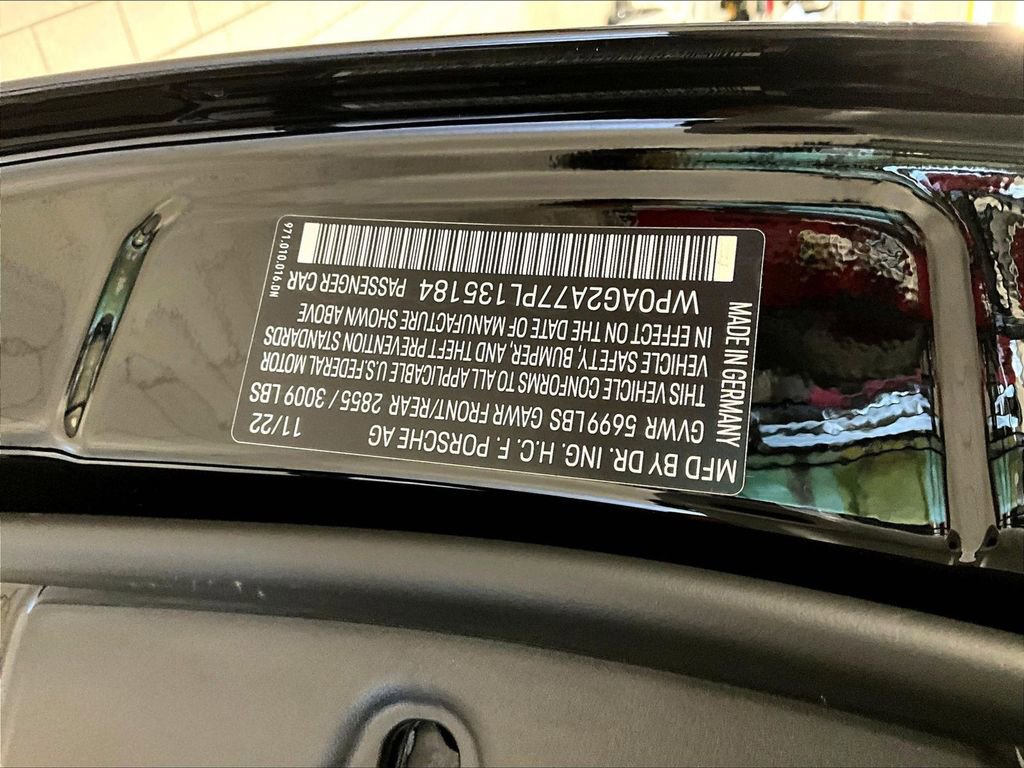 MFD BY DR. ING. H.C. F. PORSCHE AG 11/22
GVWR 5699 LBS GAWR FRONT/REAR 2855 / 3009 LBS
THIS VEHICLE CONFORMS TO ALL APPLICABLE U.S.FEDERAL MOTOR
VEHICLE SAFETY, BUMPER, AND THEFT PREVENTION STANDARDS
IN EFFECT ON THE DATE OF MANUFACTURE SHOWN ABOVE
WP0AG2A77PL135184 PASSENGER CAR
MADE IN GERMANY
971.010.016.0N